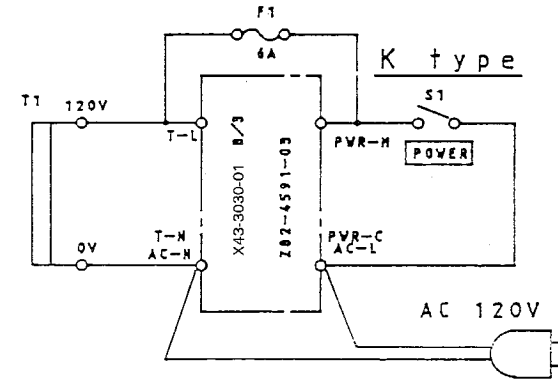 F1
6A
K type
T1
120V
S1
T-L
B/3
PWR-M
POWER
X43-3030-01
Z82-4591-03
0V
T-N
AC-N
PWR-C
AC-L
AC 120V